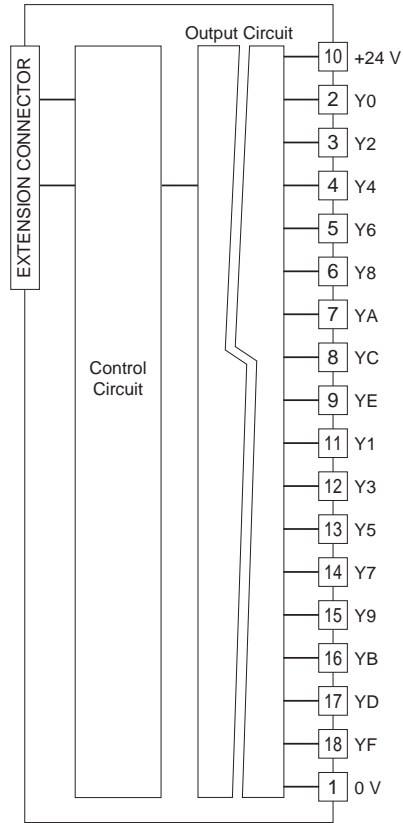 Output Circuit
EXTENSION CONNECTOR
Control
Circuit
10 +24 V
2 Y0
3 Y2
4 Y4
5 Y6
6 Y8
7 YA
8 YC
9 YE
11 Y1
12 Y3
13 Y5
14 Y7
15 Y9
16 YB
17 YD
18 YF
1 0 V